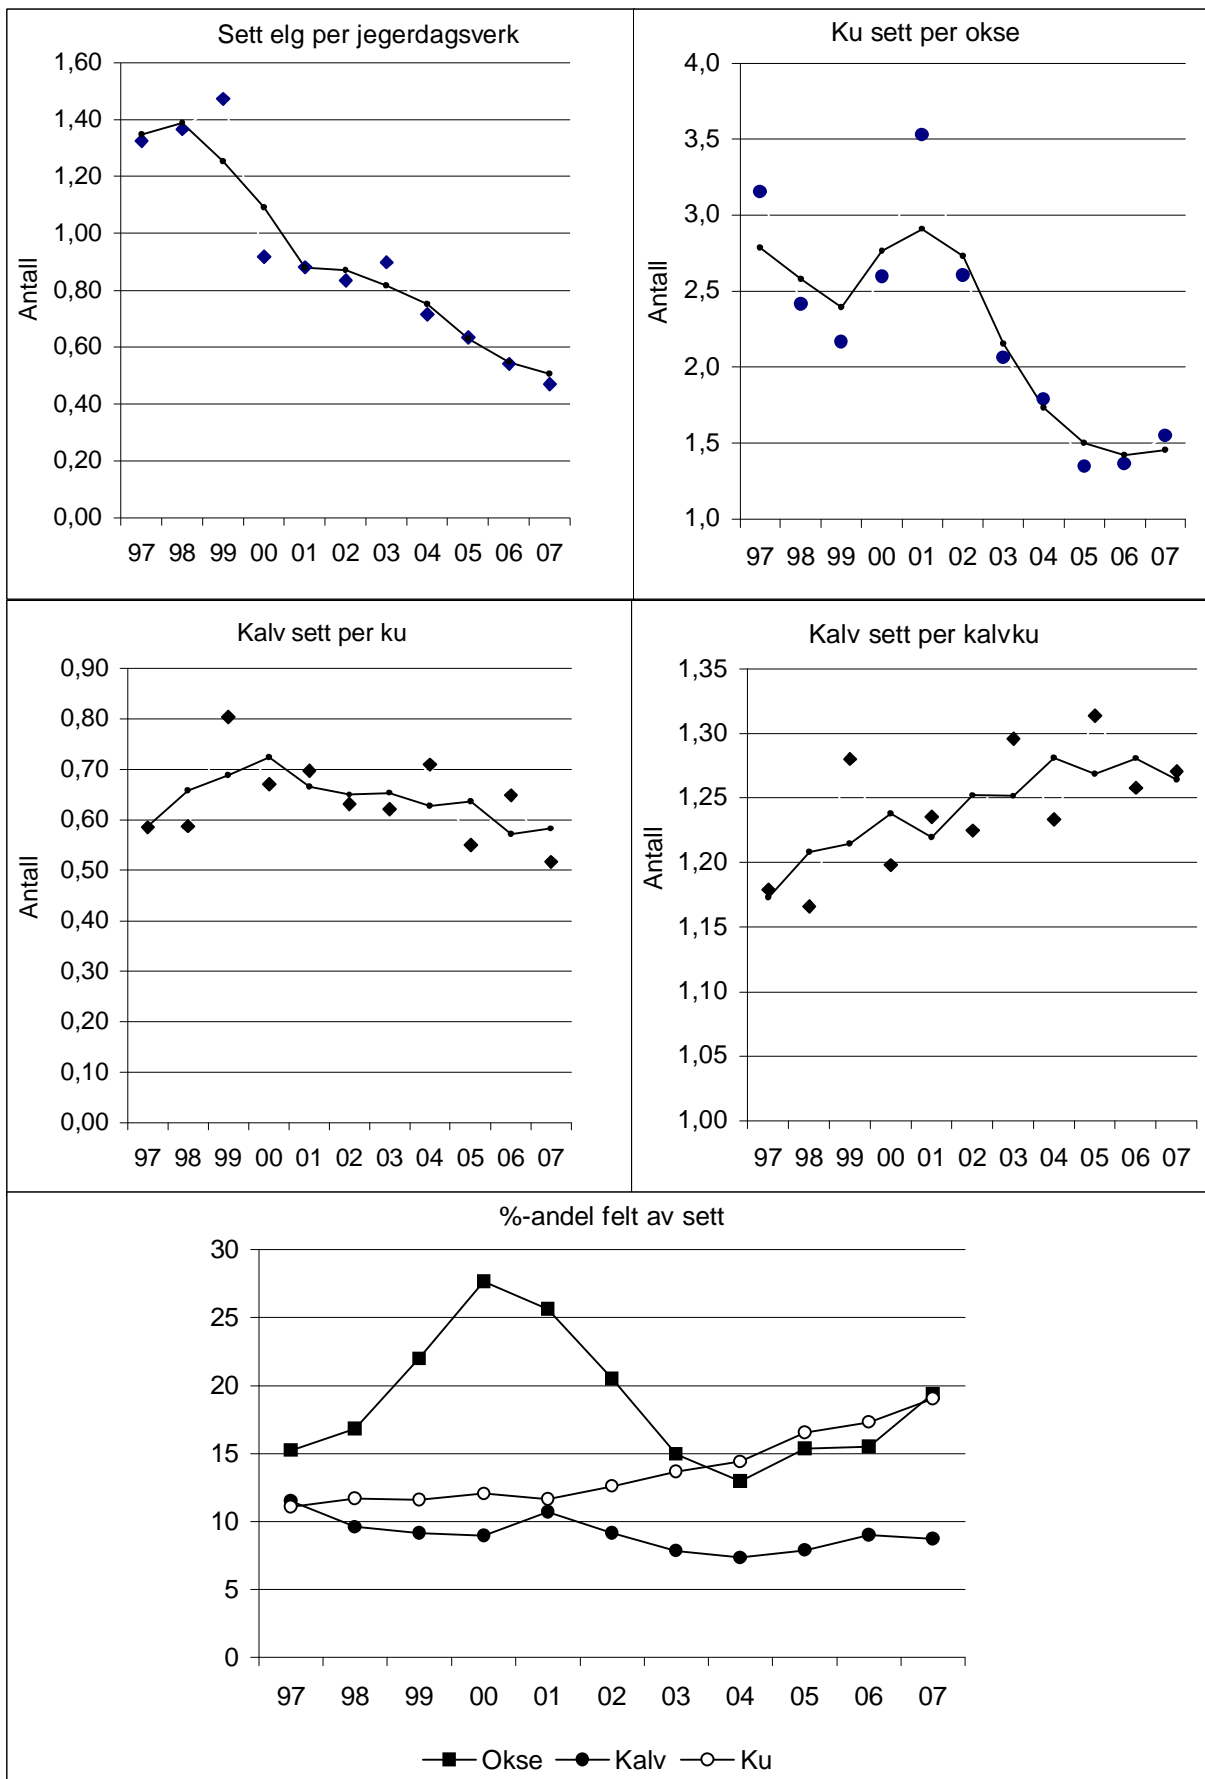 Sett elg per jegerdagsverk
Antall
1,60
1,40
1,20
1,00
0,80
0,60
0,40
0,20
0,00
97 98 99 00 01 02 03 04 05 06 07
Ku sett per okse
Antall
4,0
3,5
3,0
2,5
2,0
1,5
1,0
97 98 99 00 01 02 03 04 05 06 07
Kalv sett per ku
Antall
0,90
0,80
0,70
0,60
0,50
0,40
0,30
0,20
0,10
0,00
97 98 99 00 01 02 03 04 05 06 07
Kalv sett per kalvku
Antall
1,35
1,30
1,25
1,20
1,15
1,10
1,05
1,00
97 98 99 00 01 02 03 04 05 06 07
%-andel felt av sett
30
25
20
15
10
5
0
97 98 99 00 01 02 03 04 05 06 07
Okse Kalv Ku